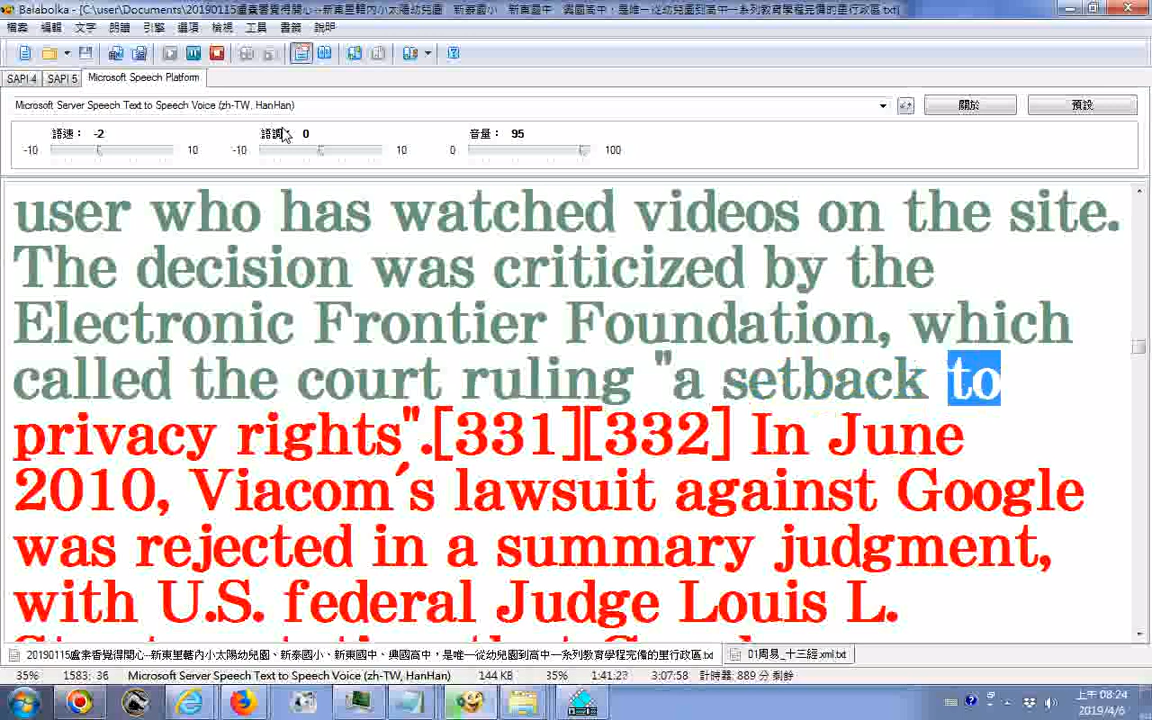 Balabolka - [C:\user\Documents\20190115盧崇香覺得開心--新東里轄內小太陽幼兒園、新泰國小、新東國中、興國高中，是唯一從幼兒園到高中一系列教育學程完備的里行政區.txt]
檔案 編輯 文字 朗讀 引擎 選項 檢視 工具 書籤 說明
SAPI 4 SAPI 5 Microsoft Speech Platform
Microsoft Server Speech Text to Speech Voice (zh-TW, HanHan) 關於 預設
語速： -2 語調： 0 音量： 95
-10 10 -10 10 0 100
user who has watched videos on the site.
The decision was criticized by the
Electronic Frontier Foundation, which
called the court ruling "a setback to
privacy rights".[331][332] In June
2010, Viacom´s lawsuit against Google
was rejected in a summary judgment,
with U.S. federal Judge Louis L.
20190115盧崇香覺得開心--新東里轄內小太陽幼兒園、新泰國小、新東國中、興國高中，是唯一從幼兒園到高中一系列教育學程完備的里行政區.txt 01周易_十三經.xml.txt
35% 1583: 36 Microsoft Server Speech Text to Speech Voice (zh-TW, HanHan) 144 KB 35% 1:41:23 3:07:58 計時器: 889 分 剩餘
上午 08:24
2019/4/6